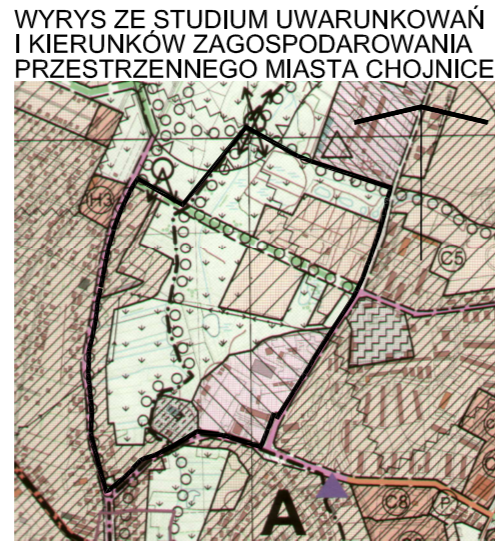 WYRYS ZE STUDIUM UWARUNKOWAŃ
I KIERUNKÓW ZAGOSPODAROWANIA
PRZESTRZENNEGO MIASTA CHOJNICE
H3
C5
A
C8
P